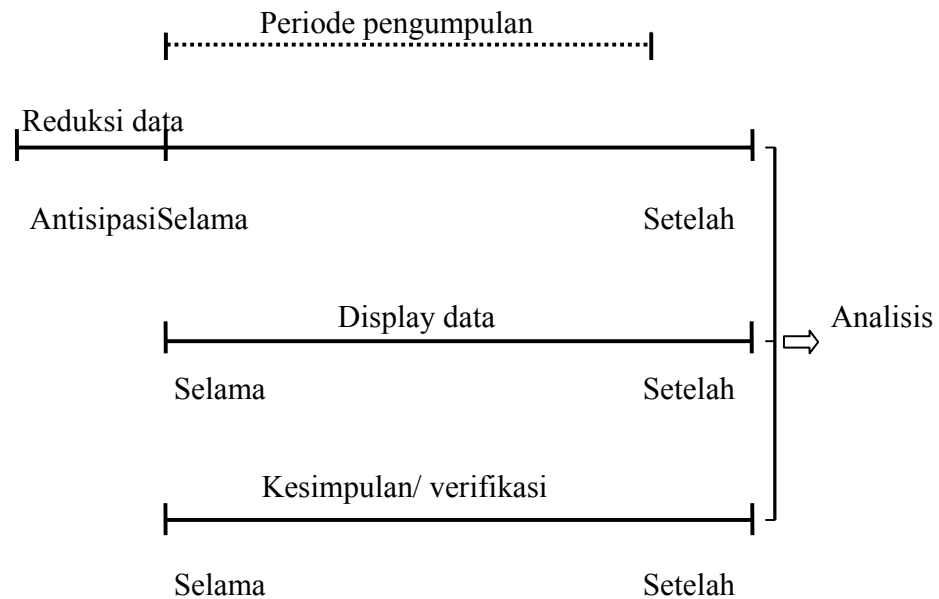 Periode pengumpulan
Reduksi data
AntisipasiSelama Setelah
Display data
Analisis
Selama Setelah
Kesimpulan/ verifikasi
Selama Setelah